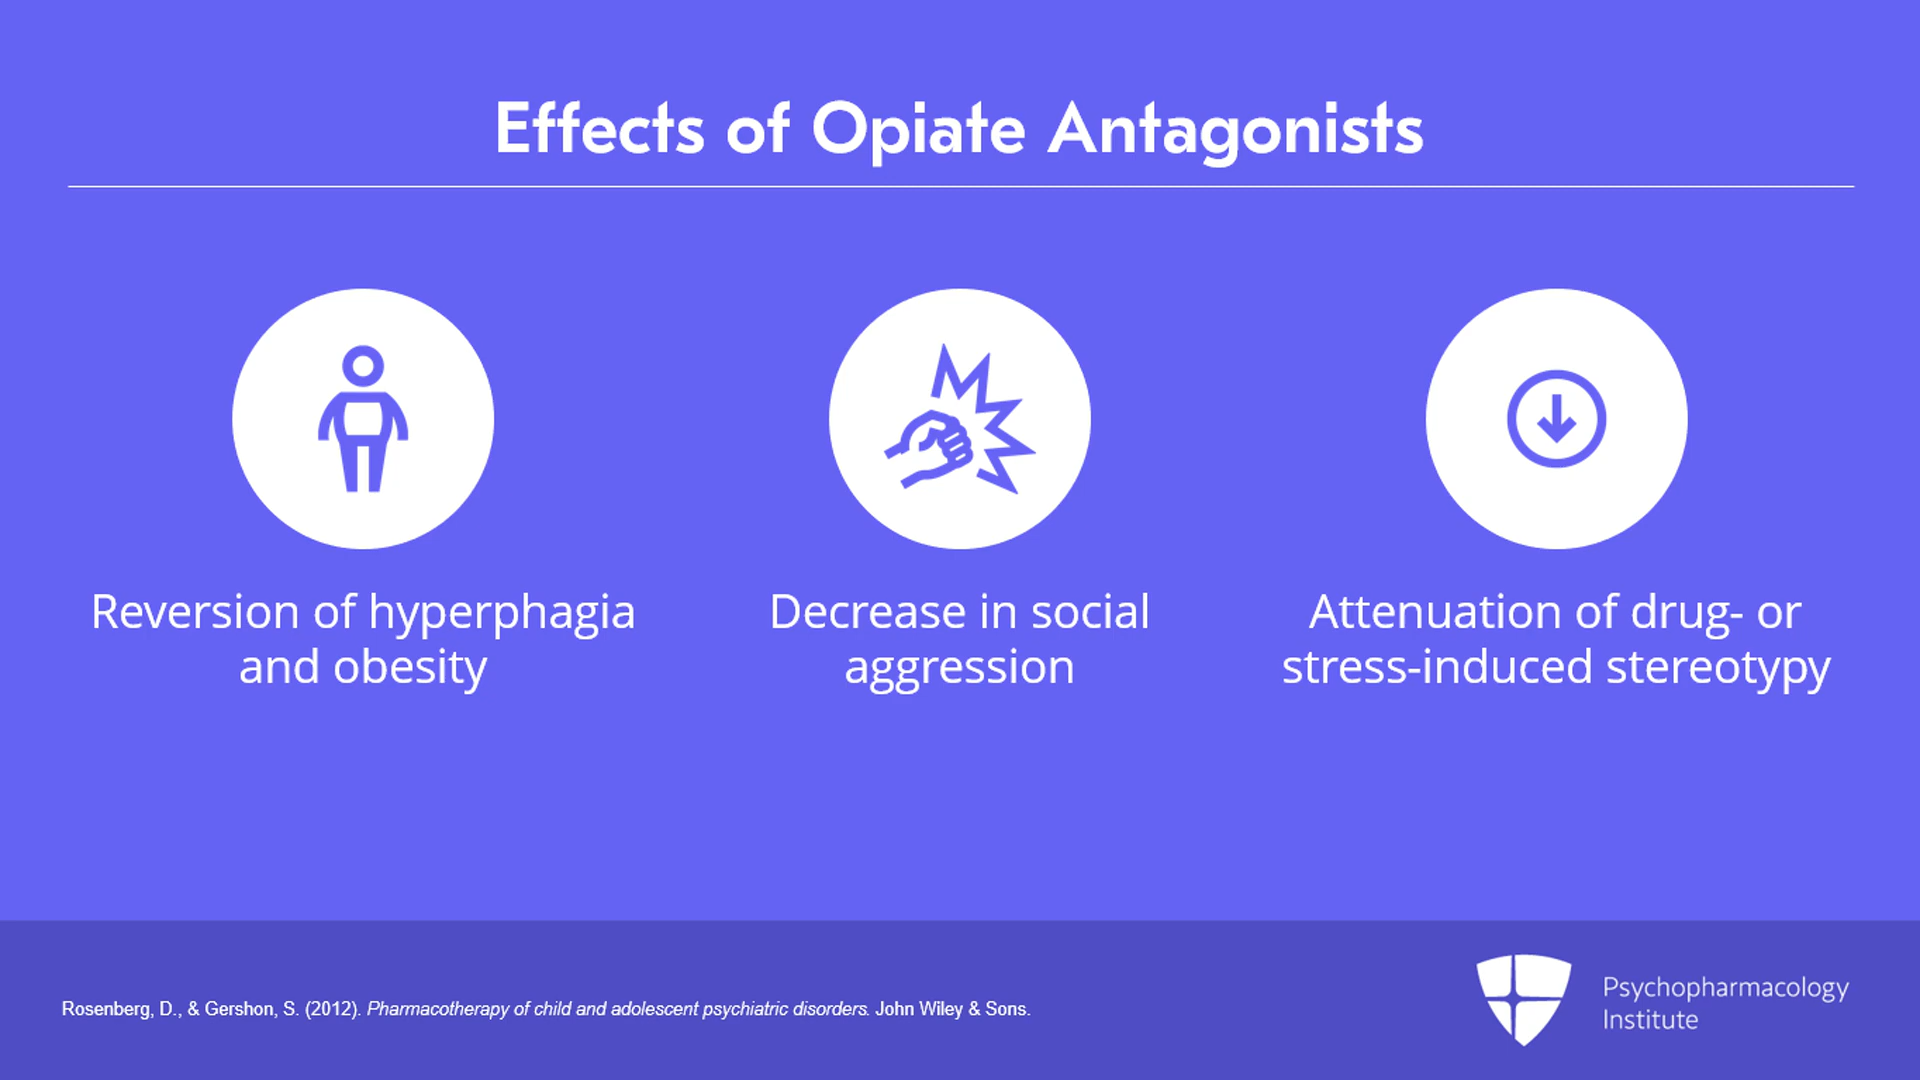 Effects of Opiate Antagonists
Reversion of hyperphagia
and obesity
Decrease in social
aggression
Attenuation of drug- or
stress-induced stereotypy
Rosenberg, D., & Gershon, S. (2012). Pharmacotherapy of child and adolescent psychiatric disorders. John Wiley & Sons.
Psychopharmacology
Institute